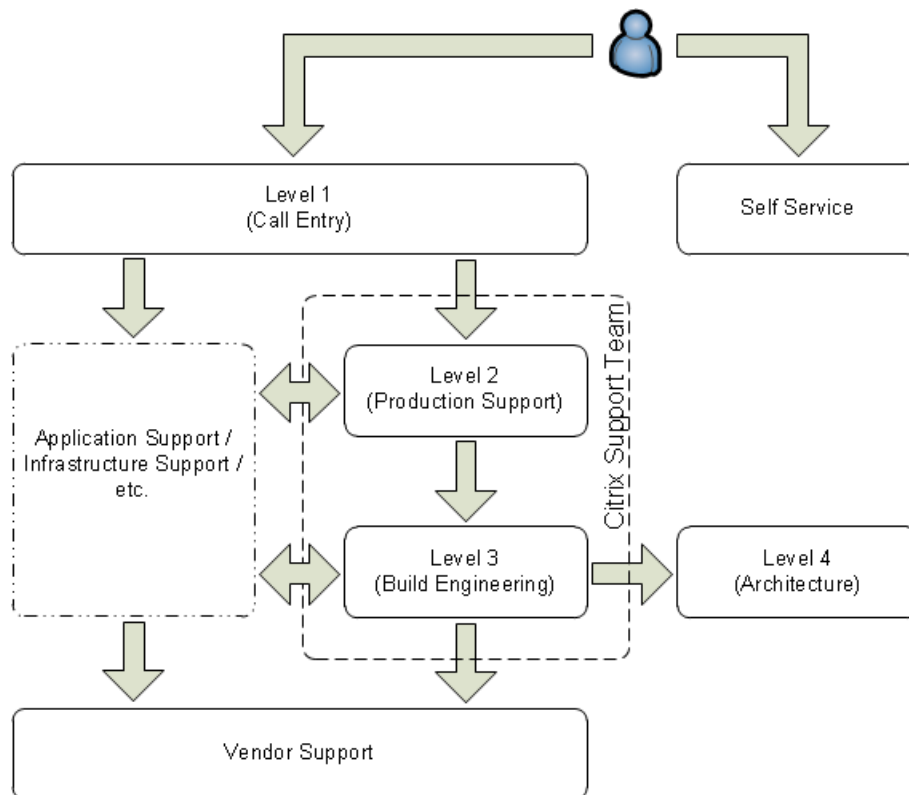 Level 1
(Call Entry)
Self Service
Application Support /
Infrastructure Support /
etc.
Level 2
(Production Support)
Citrix Support Team
Level 3
(Build Engineering)
Level 4
(Architecture)
Vendor Support